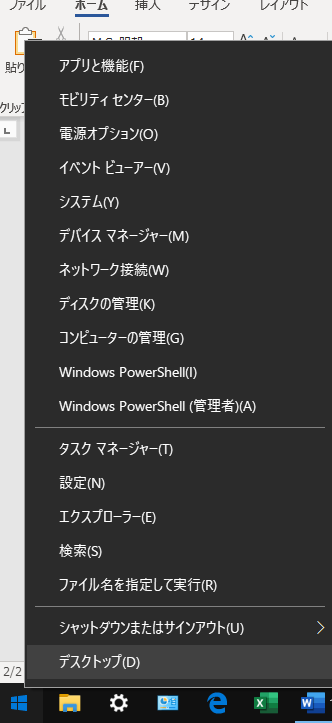 ファイル ホーム 挿入 デザイン レイアウト
アプリと機能(F)
モビリティ センター(B)
電源オプション(O)
イベント ビューアー(V)
システム(Y)
デバイス マネージャー(M)
ネットワーク接続(W)
ディスクの管理(K)
コンピューターの管理(G)
Windows PowerShell(I)
Windows PowerShell (管理者)(A)
タスク マネージャー(T)
設定(N)
エクスプローラー(E)
検索(S)
ファイル名を指定して実行(R)
シャットダウンまたはサインアウト(U)
2/2 デスクトップ(D)